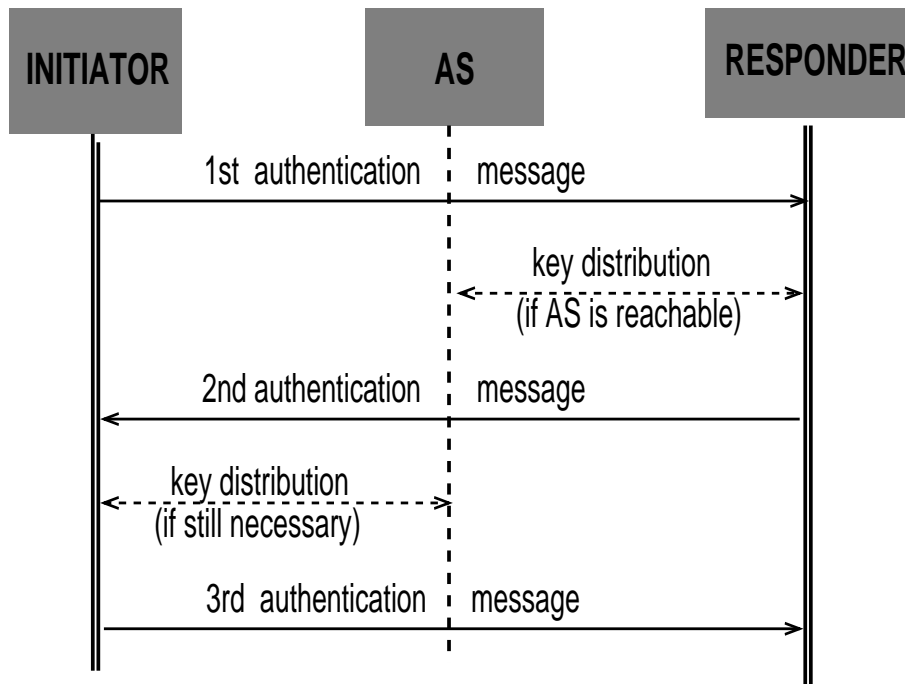 INITIATOR
AS
RESPONDER
1st authentication message
key distribution
(if AS is reachable)
2nd authentication message
key distribution
(if still necessary)
3rd authentication message